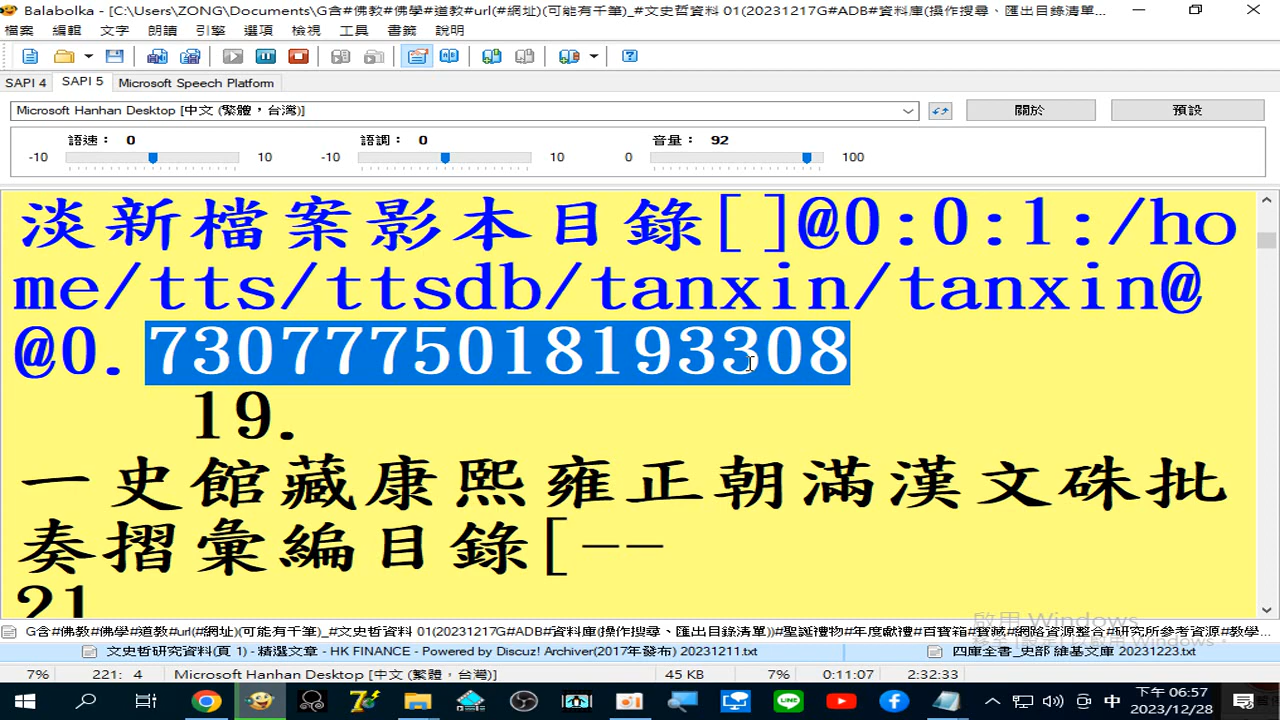 Balabolka - [C:\Users\ZONG\Documents\G含#佛教#佛學#道教#url(#網址)(可能有千筆)_#文史哲資料 01(20231217G#ADB#資料庫(操作搜尋、匯出目錄清單...
檔案 編輯 文字 朗讀 引擎 選項 檢視 工具 書籤 說明
SAPI 4 SAPI 5 Microsoft Speech Platform
Microsoft Hanhan Desktop [中文 (繁體，台灣)] 關於 預設
語速： 0 語調： 0 音量： 92
-10 10 -10 10 0 100
淡新檔案影本目錄[]@0:0:1:/ho
me/tts/ttsdb/tanxin/tanxin@
@0.7307775018193308
19.
一史館藏康熙雍正朝滿漢文硃批
奏摺彙編目錄[--
21
啟用 Windows
G含#佛教#佛學#道教#url(#網址)(可能有千筆)_#文史哲資料 01(20231217G#ADB#資料庫(操作搜尋、匯出目錄清單))#聖誕禮物#年度獻禮#百寶箱#寶城#網路資源整合#研究所參考資源#教學...
文史哲研究資料(頁 1) - 精選文章 - HK FINANCE - Powered by Discuz! Archiver(2017年發布) 20231211.txt 四庫全書_史部 維基文庫 20231223.txt
7% 221: 4 Microsoft Hanhan Desktop [中文 (繁體，台灣)] 45 KB 7% 0:11:07 2:32:33
中 下午 06:57
2023/12/28